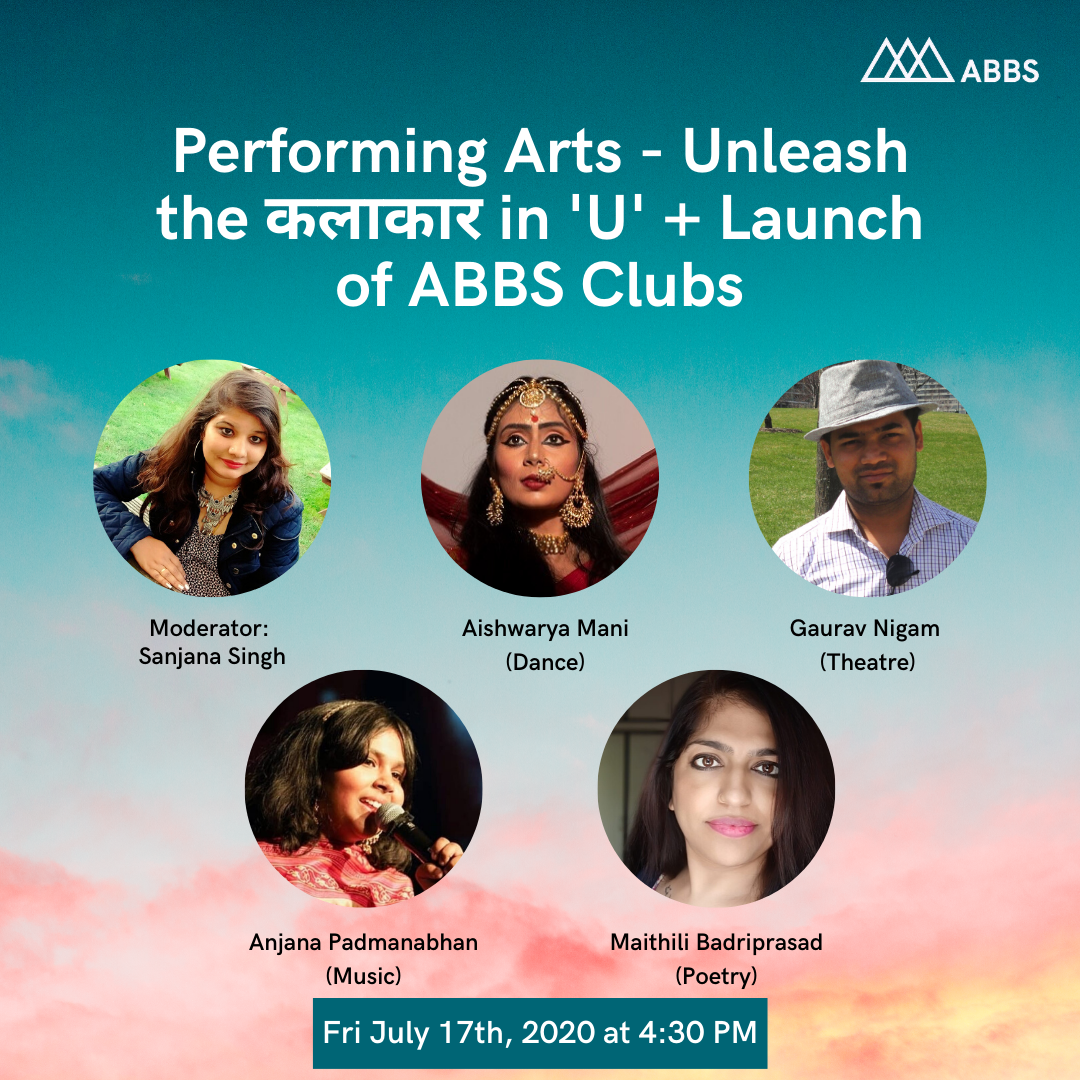 ABBS
Performing Arts - Unleash
the कलाकार in 'U' + Launch
of ABBS Clubs
Moderator:
Sanjana Singh
Aishwarya Mani
(Dance)
Gaurav Nigam
(Theatre)
Anjana Padmanabhan
(Music)
Maithili Badriprasad
(Poetry)
Fri July 17th, 2020 at 4:30 PM